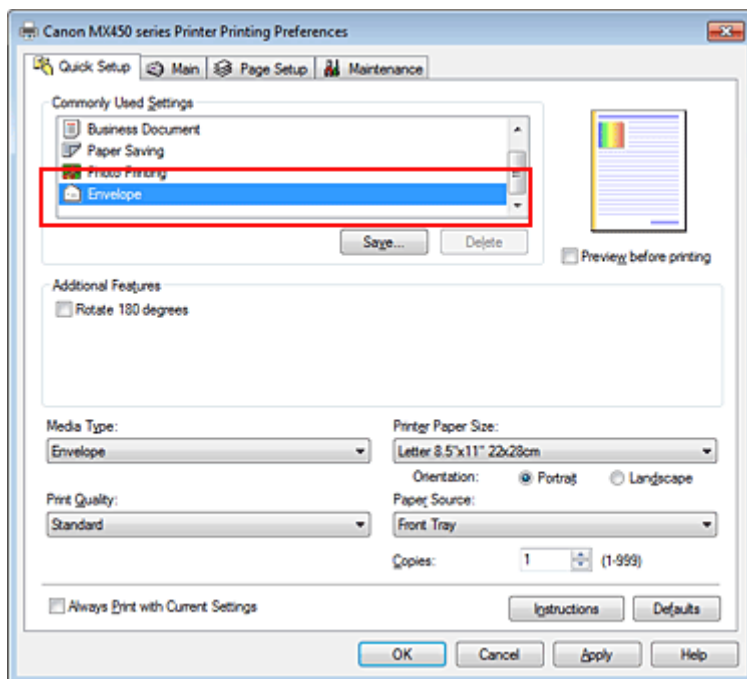 Canon MX450 series Printer Printing Preferences
Quick Setup Main Page Setup Maintenance
Commonly Used Settings
Business Document
Paper Saving
Photo Printing
Envelope
Save... Delete
Preview before printing
Additional Features
Rotate 180 degrees
Media Type: Printer Paper Size:
Envelope Letter 8.5"x11" 22x28cm
Orientation: Portrait Landscape
Print Quality: Paper Source:
Standard Front Tray
Copies: 1 (1-999)
Always Print with Current Settings Instructions Defaults
OK Cancel Apply Help